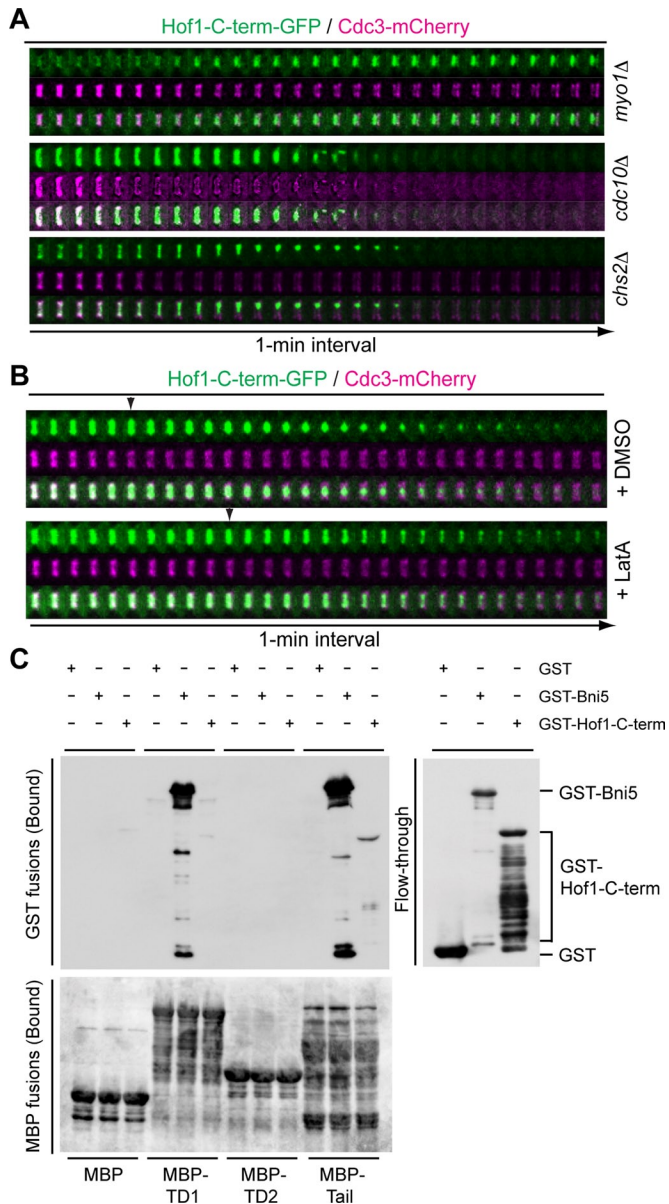 A
Hof1-C-term-GFP / Cdc3-mCherry
myo1Δ
cdc10Δ
chs2Δ
1-min interval
B
Hof1-C-term-GFP / Cdc3-mCherry
+ DMSO
+ LatA
1-min interval
C
+ – – + – – + – – + – – + – – GST
– + – – + – – + – – + – – + – GST-Bni5
– – + – – + – – + – – + – – + GST-Hof1-C-term
GST fusions (Bound)
Flow-through
GST-Bni5
GST-
Hof1-C-term
GST
MBP fusions (Bound)
MBP
MBP-
TD1
MBP-
TD2
MBP-
Tail